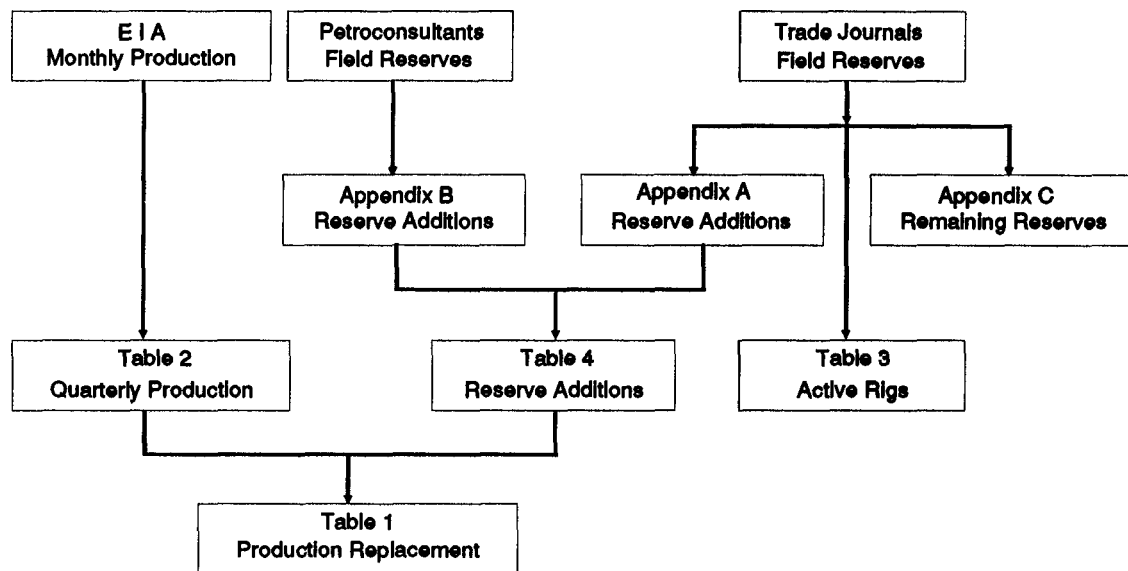 E I A
Monthly Production
Petroconsultants
Field Reserves
Trade Journals
Field Reserves
Appendix B
Reserve Additions
Appendix A
Reserve Additions
Appendix C
Remaining Reserves
Table 2
Quarterly Production
Table 4
Reserve Additions
Table 3
Active Rigs
Table 1
Production Replacement